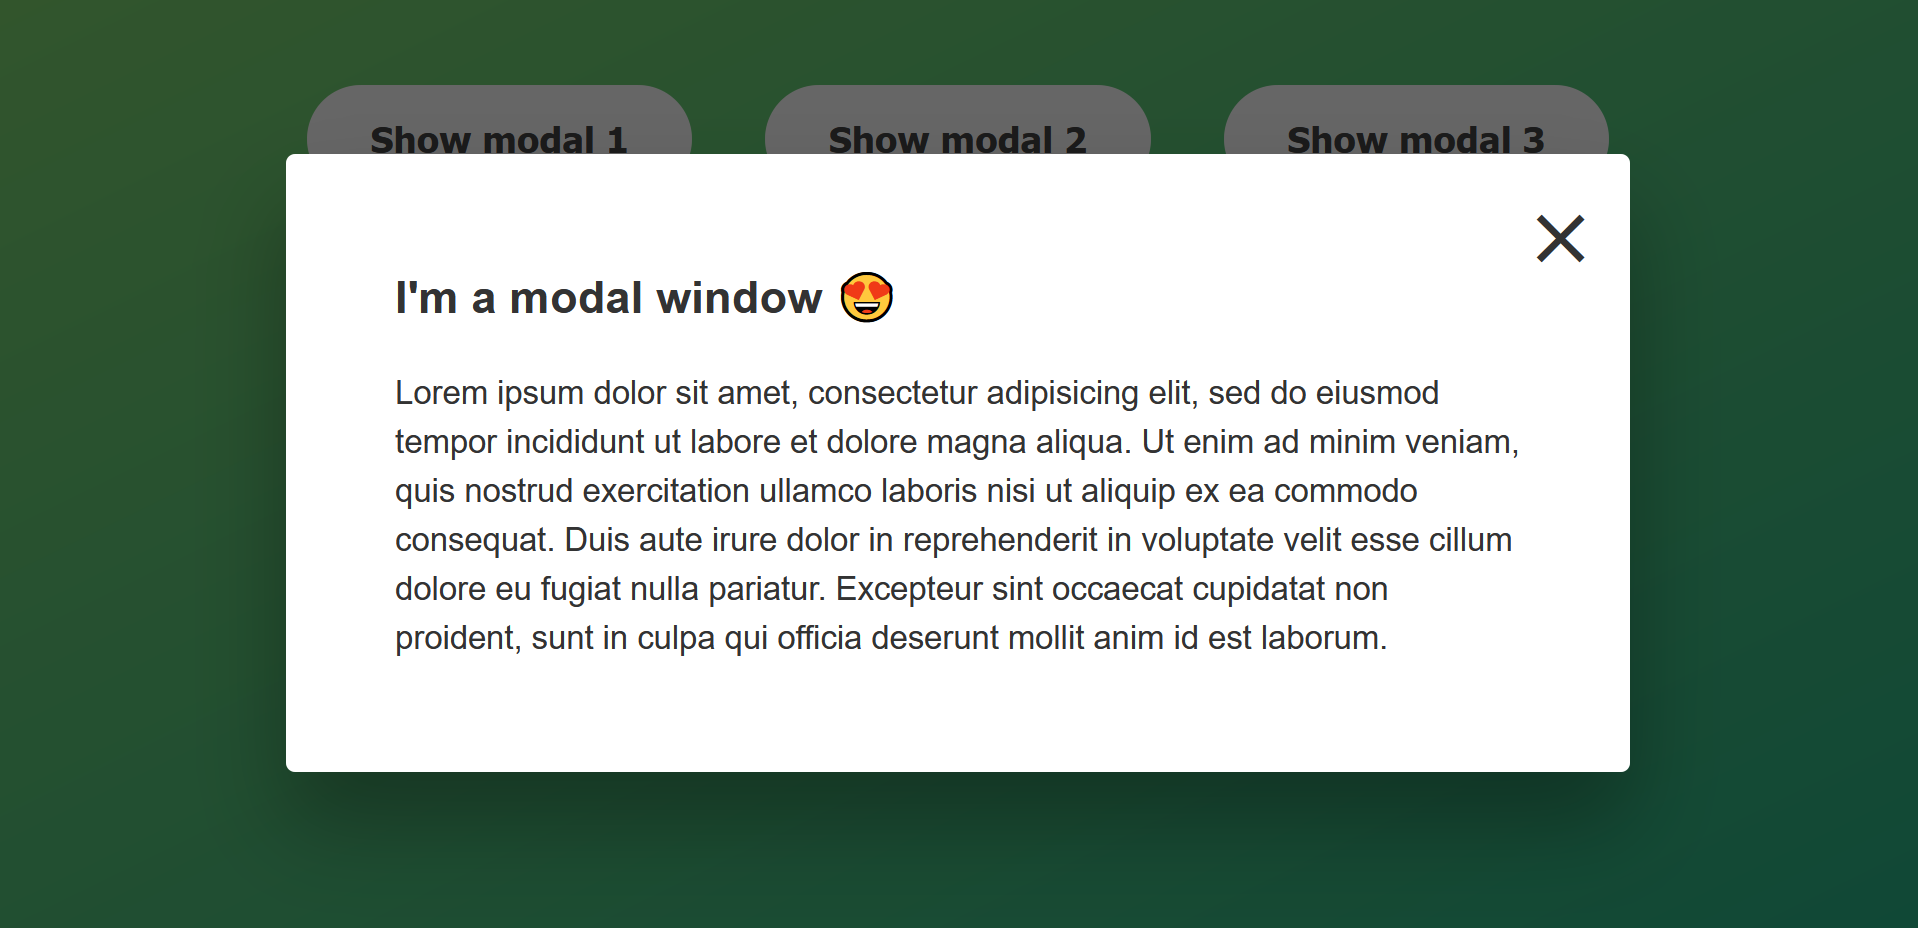 Show modal 1 Show modal 2 Show modal 3
I'm a modal window 😍
Lorem ipsum dolor sit amet, consectetur adipisicing elit, sed do eiusmod
tempor incididunt ut labore et dolore magna aliqua. Ut enim ad minim veniam,
quis nostrud exercitation ullamco laboris nisi ut aliquip ex ea commodo
consequat. Duis aute irure dolor in reprehenderit in voluptate velit esse cillum
dolore eu fugiat nulla pariatur. Excepteur sint occaecat cupidatat non
proident, sunt in culpa qui officia deserunt mollit anim id est laborum.